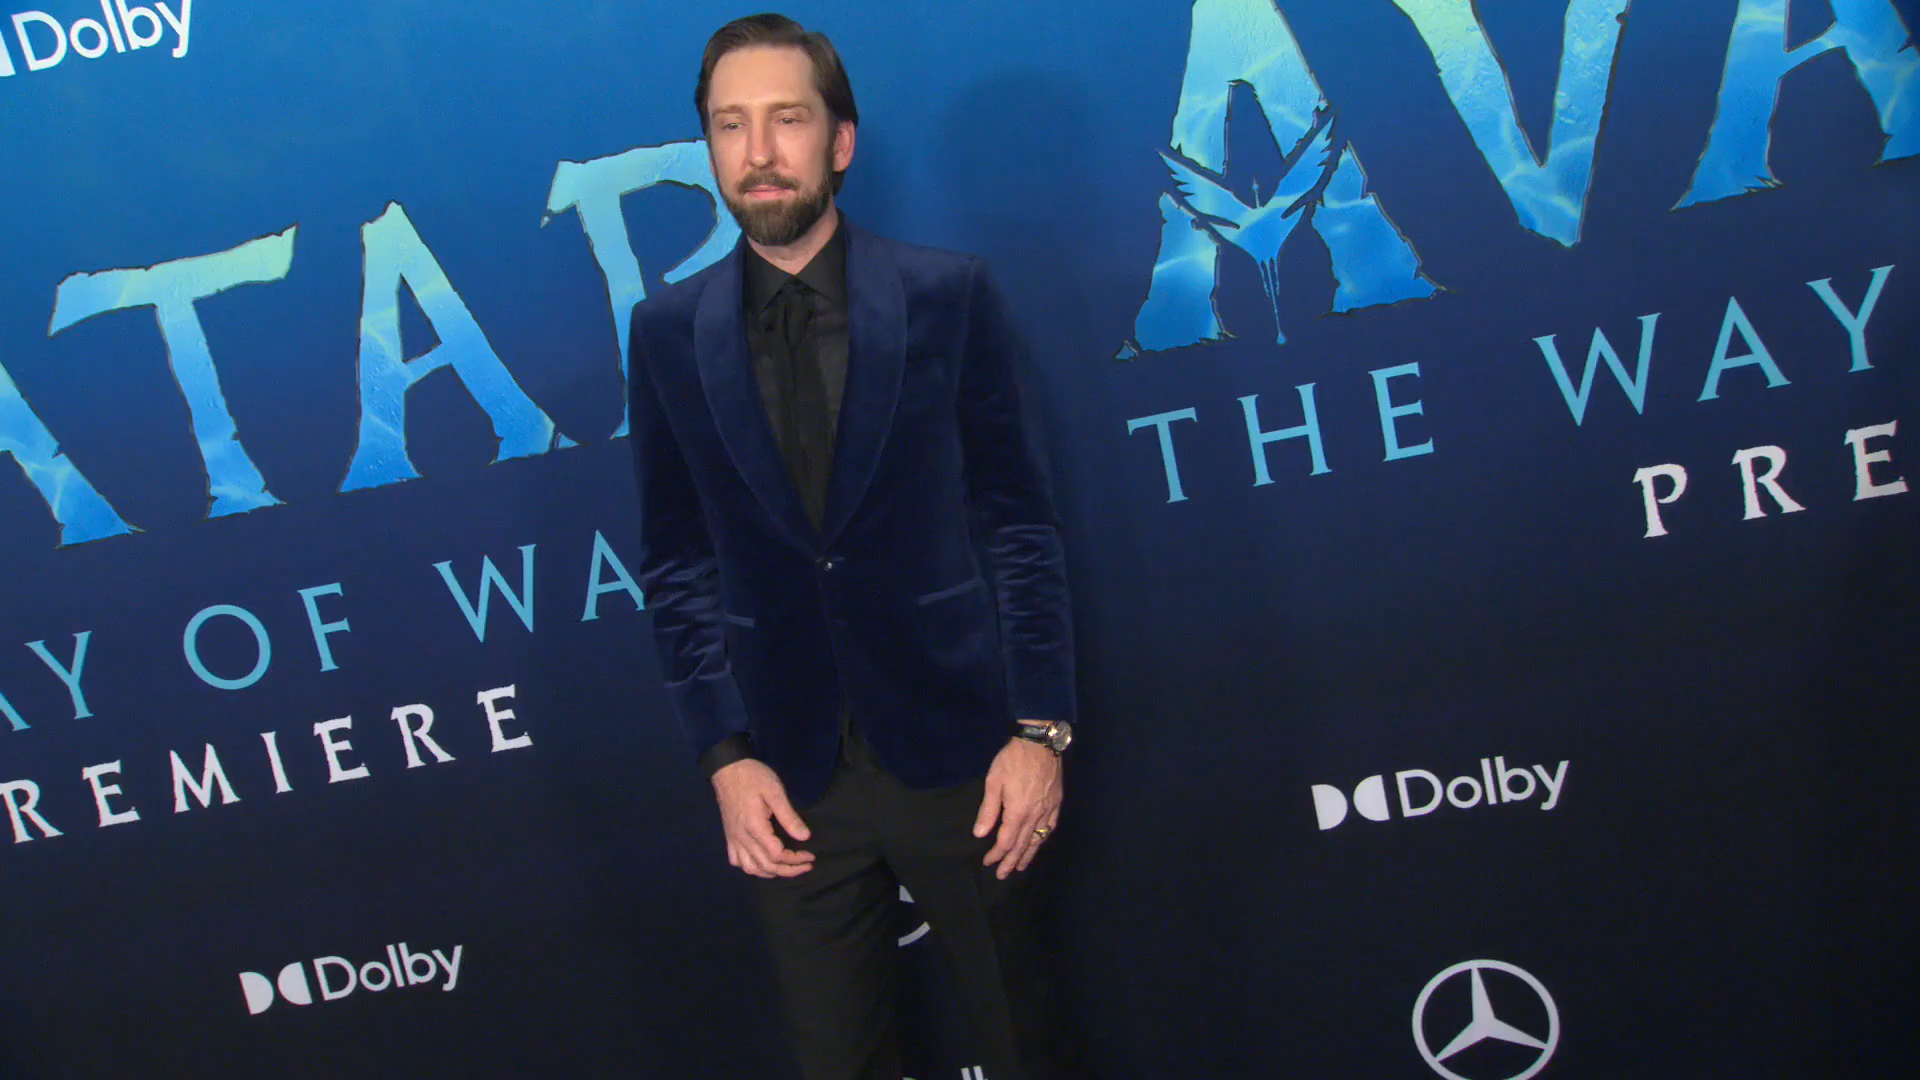 Dolby
ATAR
AVA
THE WAY
PRE
AY OF WA
REMIERE
Dolby
Dolby